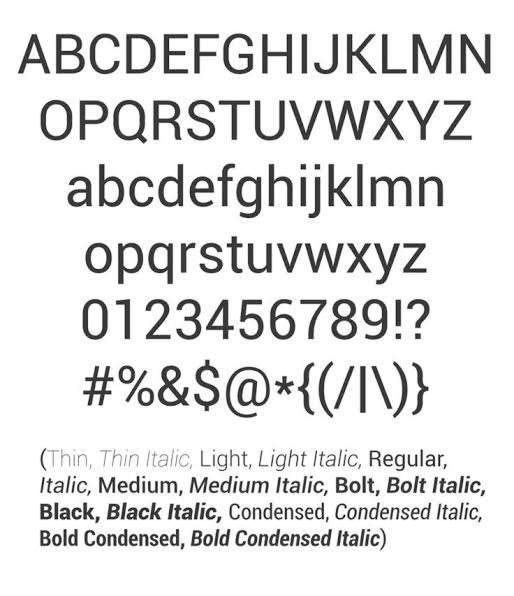 ABCDEFGHIJKLMN
OPQRSTUVWXYZ
abcdefghijklmn
opqrstuvwxyz
0123456789!?
#%&$@*{(/|\)}
(Thin, Thin Italic, Light, Light Italic, Regular,
Italic, Medium, Medium Italic, Bolt, Bolt Italic,
Black, Black Italic, Condensed, Condensed Italic,
Bold Condensed, Bold Condensed Italic)